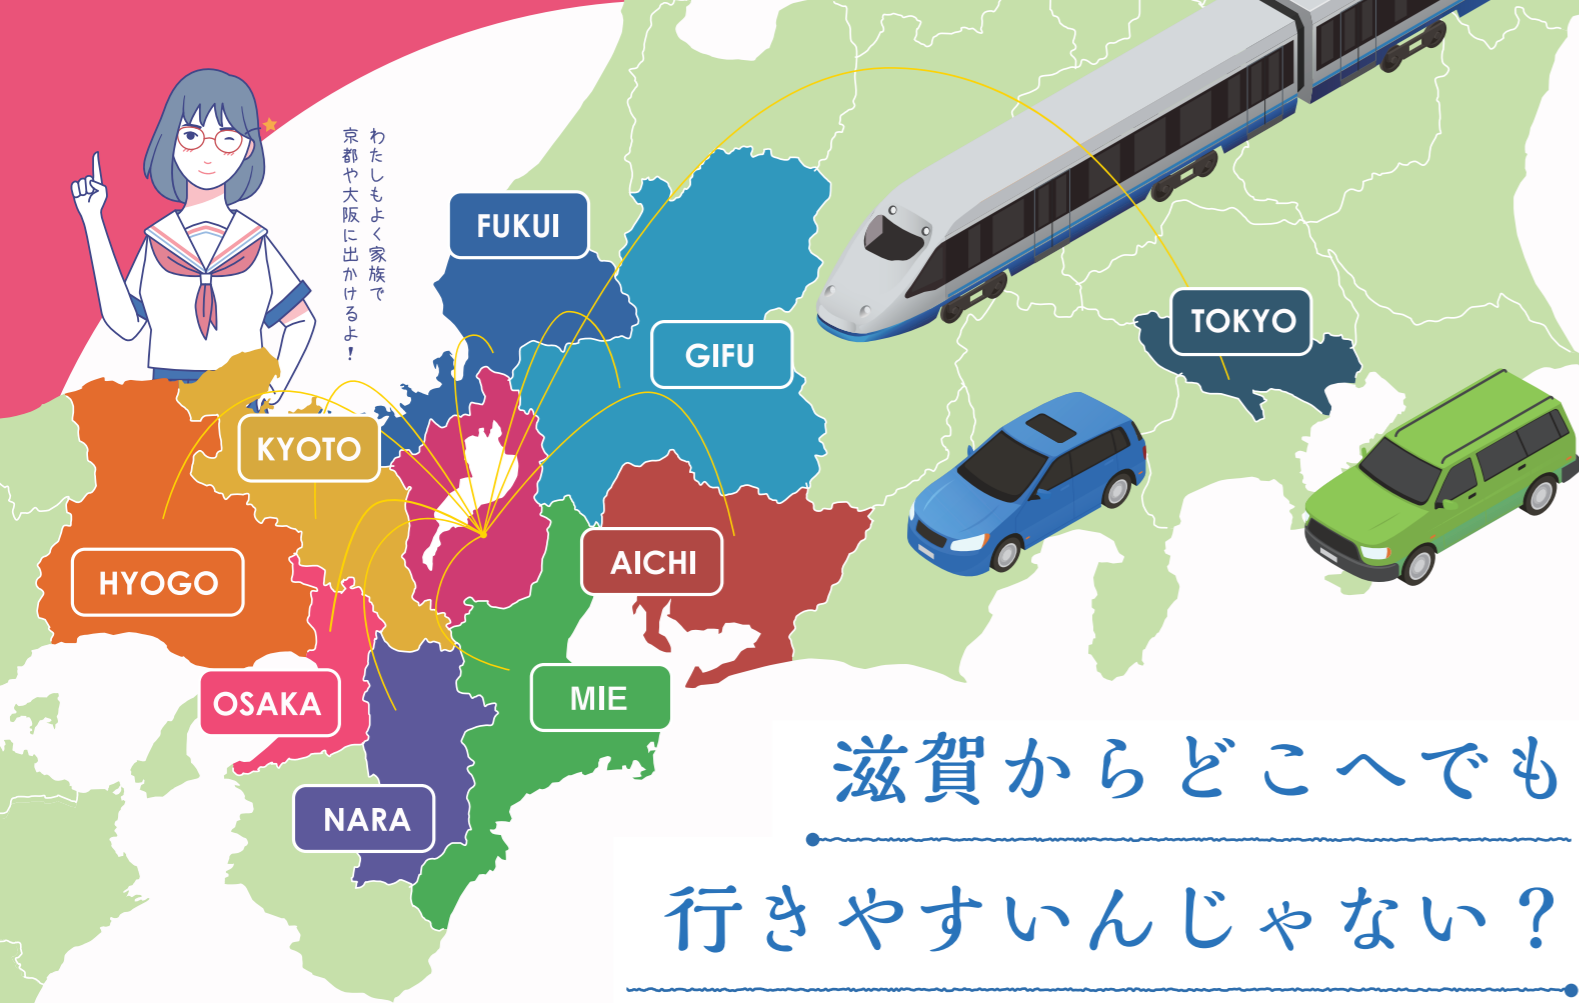 わたしもよく家族で
京都や大阪に出かけるよ！
FUKUI
GIFU
TOKYO
KYOTO
HYOGO
AICHI
OSAKA
MIE
NARA
滋賀からどこへでも
行きやすいんじゃない？